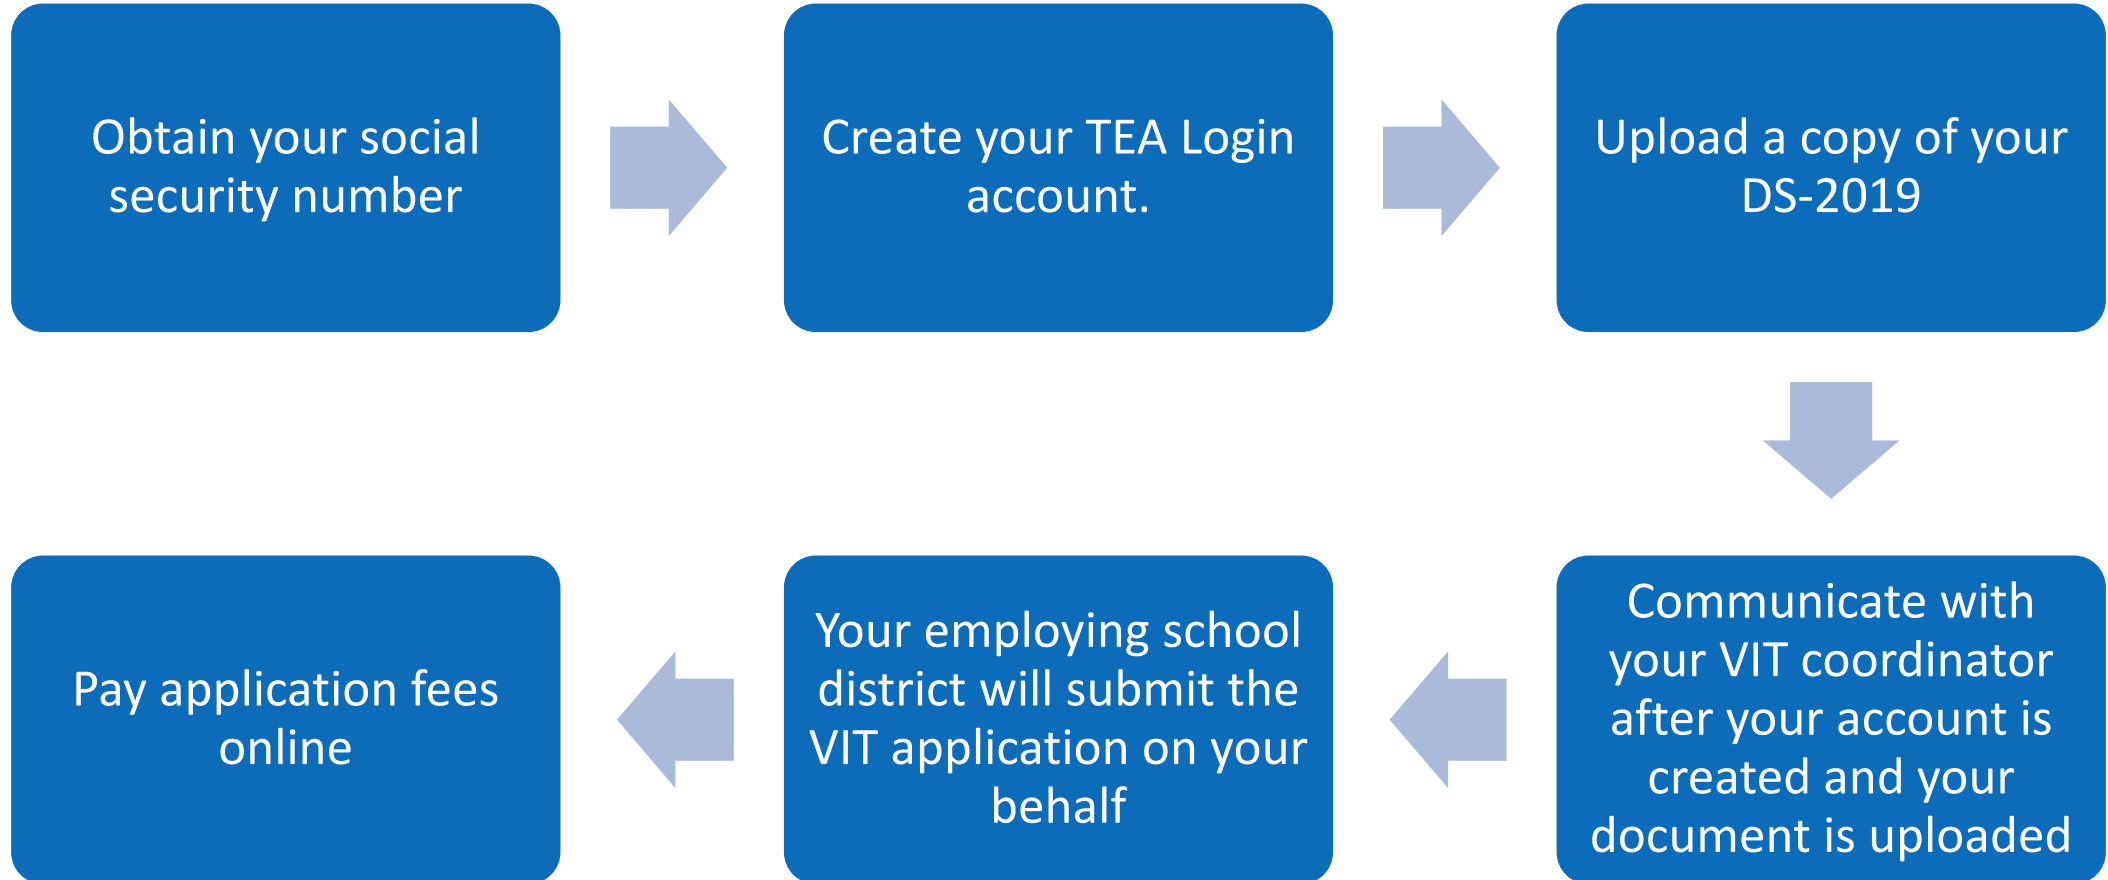 Obtain your social
security number
Create your TEA Login
account.
Upload a copy of your
DS-2019
Communicate with
your VIT coordinator
after your account is
created and your
document is uploaded
Your employing school
district will submit the
VIT application on your
behalf
Pay application fees
online